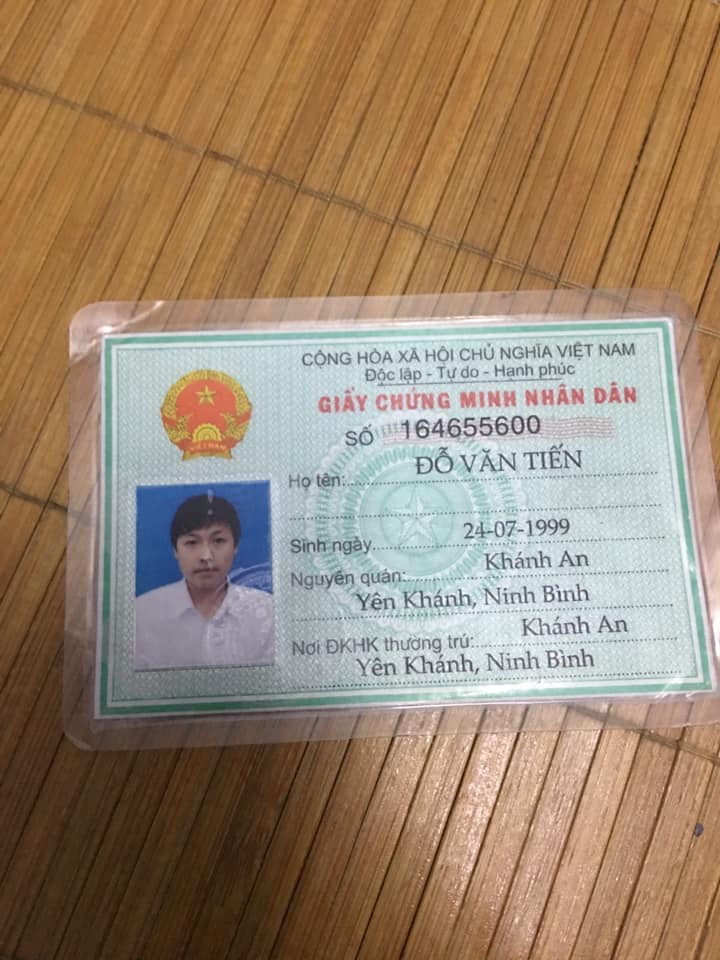 CỘNG HÒA XÃ HỘI CHỦ NGHĨA VIỆT NAM
Độc lập - Tự do - Hạnh phúc
GIẤY CHỨNG MINH NHÂN DÂN
SỐ 164655600
Họ tên: ĐỖ VĂN TIẾN
Sinh ngày 24-07-1999
Nguyên quán: Khánh An
Yên Khánh, Ninh Bình
Nơi ĐKHK thường trú: Khánh An
Yên Khánh, Ninh Bình
VIỆT NAM